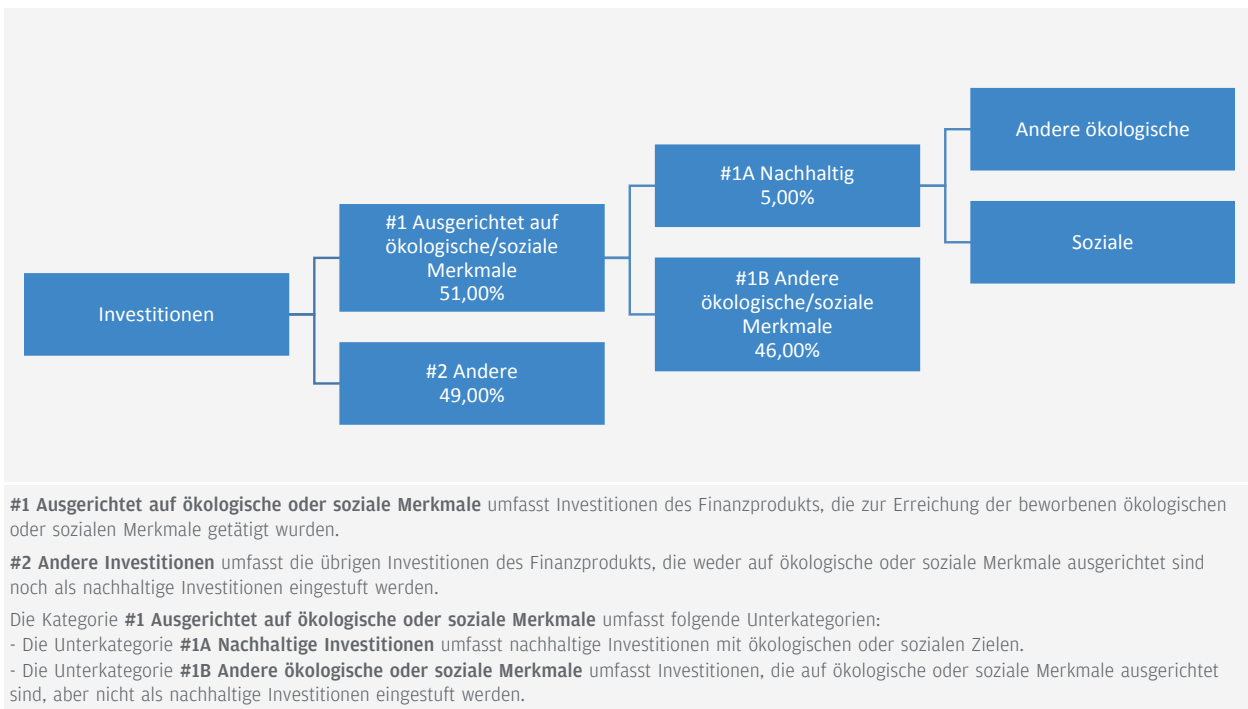 Investitionen
#1 Ausgerichtet auf
ökologische/soziale
Merkmale
51,00%
#2 Andere
49,00%
#1A Nachhaltig
5,00%
#1B Andere
ökologische/soziale
Merkmale
46,00%
Andere ökologische
Soziale
#1 Ausgerichtet auf ökologische oder soziale Merkmale umfasst Investitionen des Finanzprodukts, die zur Erreichung der beworbenen ökologischen
oder sozialen Merkmale getätigt wurden.
#2 Andere Investitionen umfasst die übrigen Investitionen des Finanzprodukts, die weder auf ökologische oder soziale Merkmale ausgerichtet sind
noch als nachhaltige Investitionen eingestuft werden.
Die Kategorie #1 Ausgerichtet auf ökologische oder soziale Merkmale umfasst folgende Unterkategorien:
- Die Unterkategorie #1A Nachhaltige Investitionen umfasst nachhaltige Investitionen mit ökologischen oder sozialen Zielen.
- Die Unterkategorie #1B Andere ökologische oder soziale Merkmale umfasst Investitionen, die auf ökologische oder soziale Merkmale ausgerichtet
sind, aber nicht als nachhaltige Investitionen eingestuft werden.